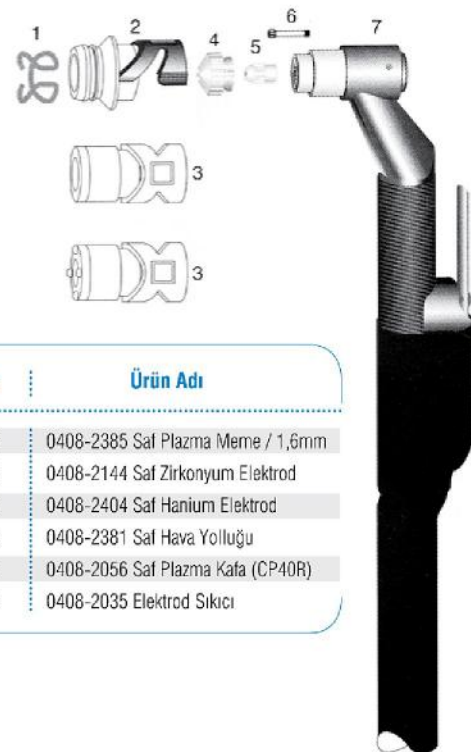 6
1
2
4
5
7
3
3
Ürün Adı
0408-2385 Saf Plazma Meme / 1,6mm
0408-2144 Saf Zirkonyum Elektrod
0408-2404 Saf Hanium Elektrod
0408-2381 Saf Hava Yolluğu
0408-2056 Saf Plazma Kafa (CP40R)
0408-2035 Elektrod Sıkıcı